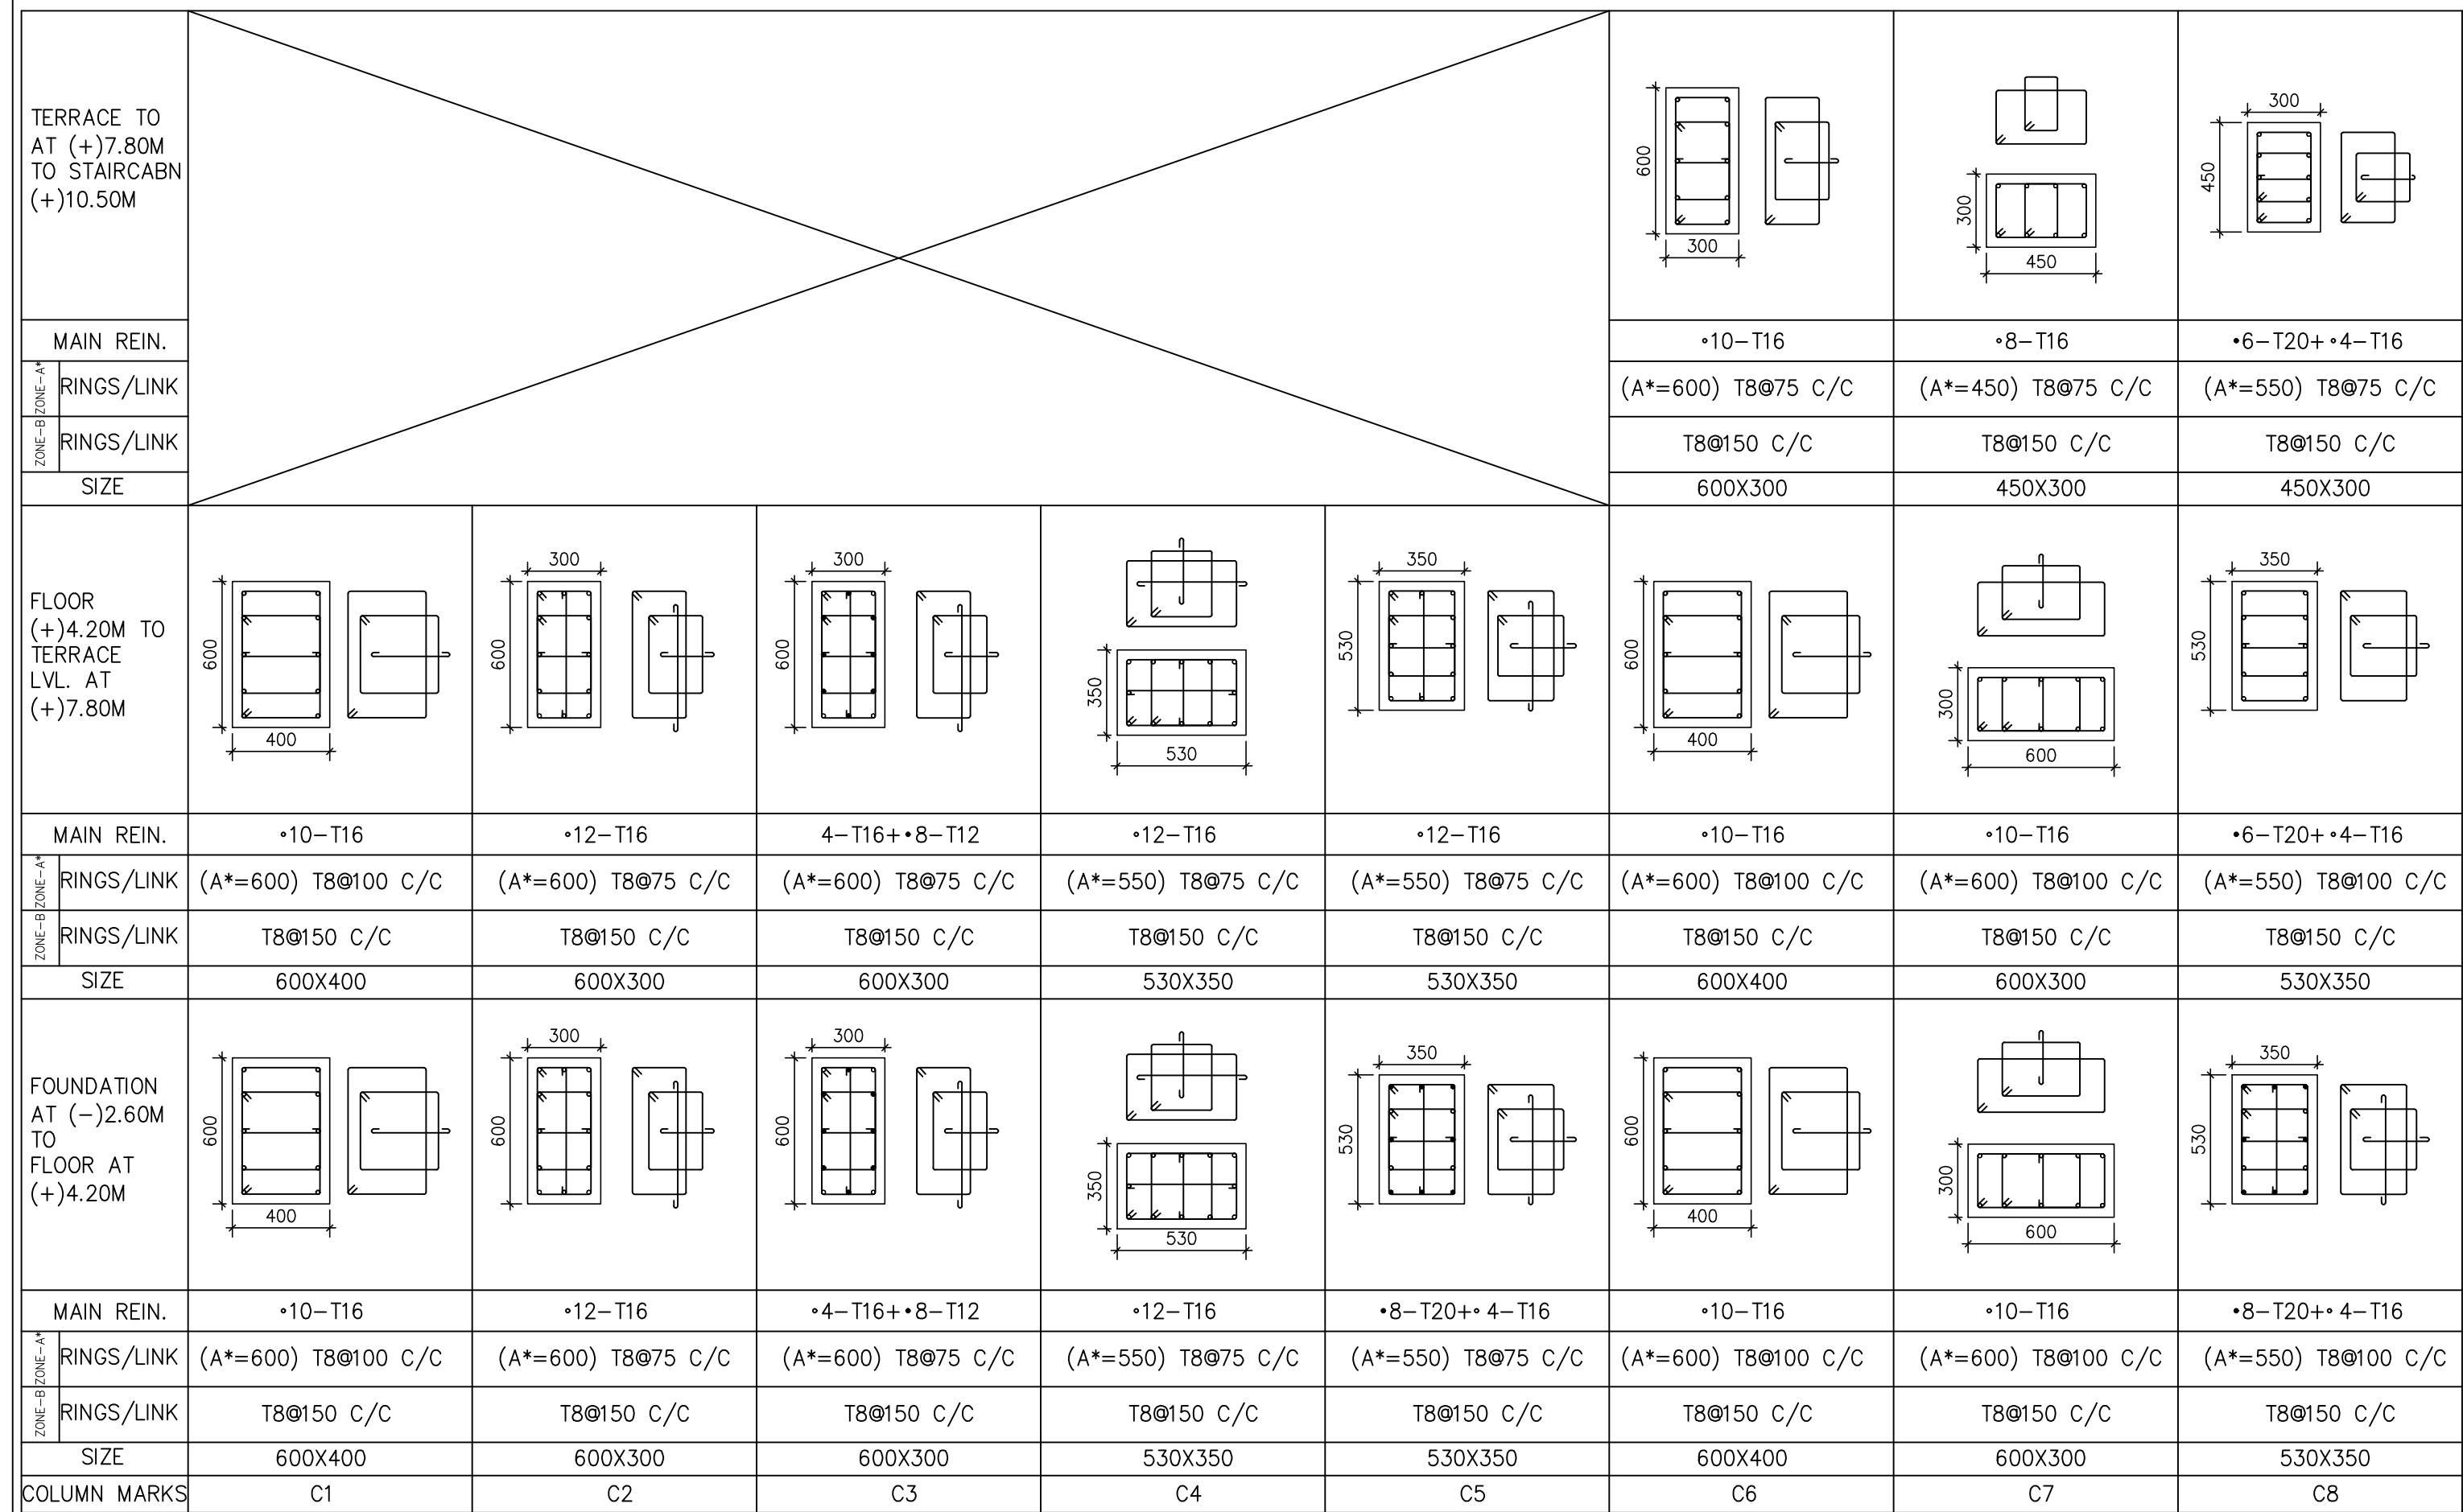 TERRACE TO
AT (+)7.80M
TO STAIRCABN
(+)10.50M
600
300
300
450
300
450
MAIN REIN.
∘10-T16
∘8-T16
•6-T20+∘4-T16
ZONE-A*
RINGS/LINK
(A*=600) T8@75 C/C
(A*=450) T8@75 C/C
(A*=550) T8@75 C/C
ZONE-B
RINGS/LINK
T8@150 C/C
T8@150 C/C
T8@150 C/C
SIZE
600X300
450X300
450X300
FLOOR
(+)4.20M TO
TERRACE
LVL. AT
(+)7.80M
600
400
300
600
300
600
350
530
350
530
600
400
300
600
350
530
MAIN REIN.
∘10-T16
∘12-T16
4-T16+•8-T12
∘12-T16
∘12-T16
∘10-T16
∘10-T16
•6-T20+∘4-T16
ZONE-A*
RINGS/LINK
(A*=600) T8@100 C/C
(A*=600) T8@75 C/C
(A*=600) T8@75 C/C
(A*=550) T8@75 C/C
(A*=550) T8@75 C/C
(A*=600) T8@100 C/C
(A*=600) T8@100 C/C
(A*=550) T8@100 C/C
ZONE-B
RINGS/LINK
T8@150 C/C
T8@150 C/C
T8@150 C/C
T8@150 C/C
T8@150 C/C
T8@150 C/C
T8@150 C/C
T8@150 C/C
SIZE
600X400
600X300
600X300
530X350
530X350
600X400
600X300
530X350
FOUNDATION
AT (-)2.60M
TO
FLOOR AT
(+)4.20M
600
400
300
600
300
600
350
530
350
530
600
400
300
600
350
530
MAIN REIN.
∘10-T16
∘12-T16
∘4-T16+•8-T12
∘12-T16
•8-T20+∘ 4-T16
∘10-T16
∘10-T16
•8-T20+∘ 4-T16
ZONE-A*
RINGS/LINK
(A*=600) T8@100 C/C
(A*=600) T8@75 C/C
(A*=600) T8@75 C/C
(A*=550) T8@75 C/C
(A*=550) T8@75 C/C
(A*=600) T8@100 C/C
(A*=600) T8@100 C/C
(A*=550) T8@100 C/C
ZONE-B
RINGS/LINK
T8@150 C/C
T8@150 C/C
T8@150 C/C
T8@150 C/C
T8@150 C/C
T8@150 C/C
T8@150 C/C
T8@150 C/C
SIZE
600X400
600X300
600X300
530X350
530X350
600X400
600X300
530X350
COLUMN MARKS
C1
C2
C3
C4
C5
C6
C7
C8